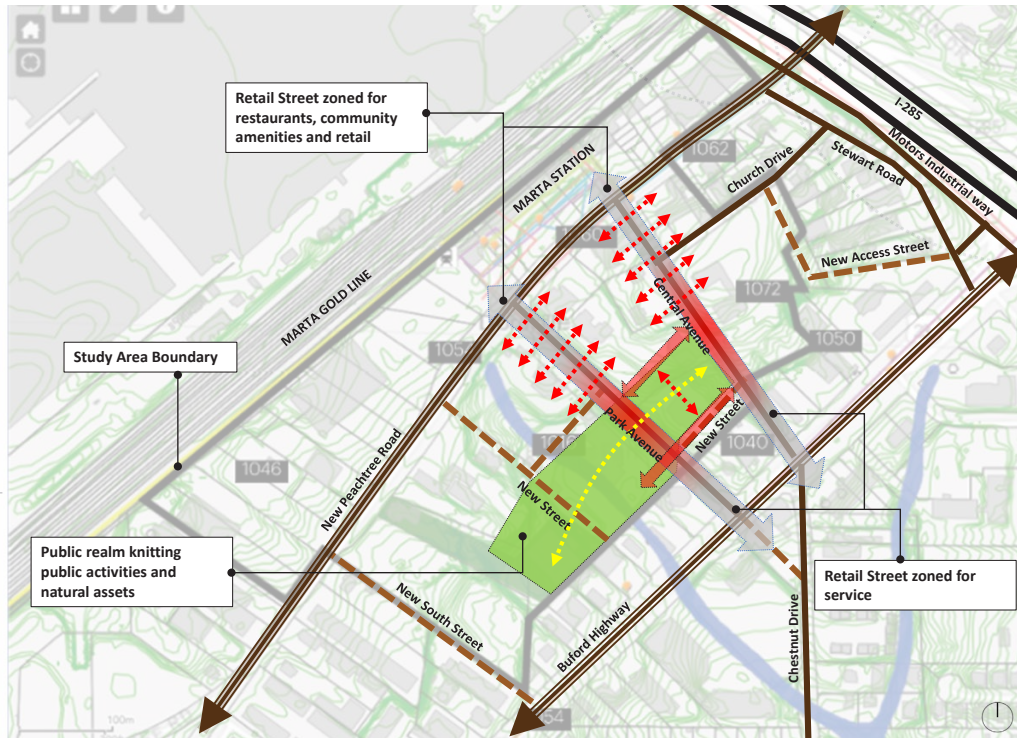 I-285
Motors Industrial way
Stewart Road
Retail Street zoned for
restaurants, community
amenities and retail
1062
Church Drive
MARTA STATION
New Access Street
MARTA GOLD LINE
Central Avenue
1072
1050
Study Area Boundary
Park Avenue
New Street
1040
1046
New Peachtree Road
New Street
Public realm knitting
public activities and
natural assets
Retail Street zoned for
service
New South Street
Buford Highway
Chestnut Drive
100m